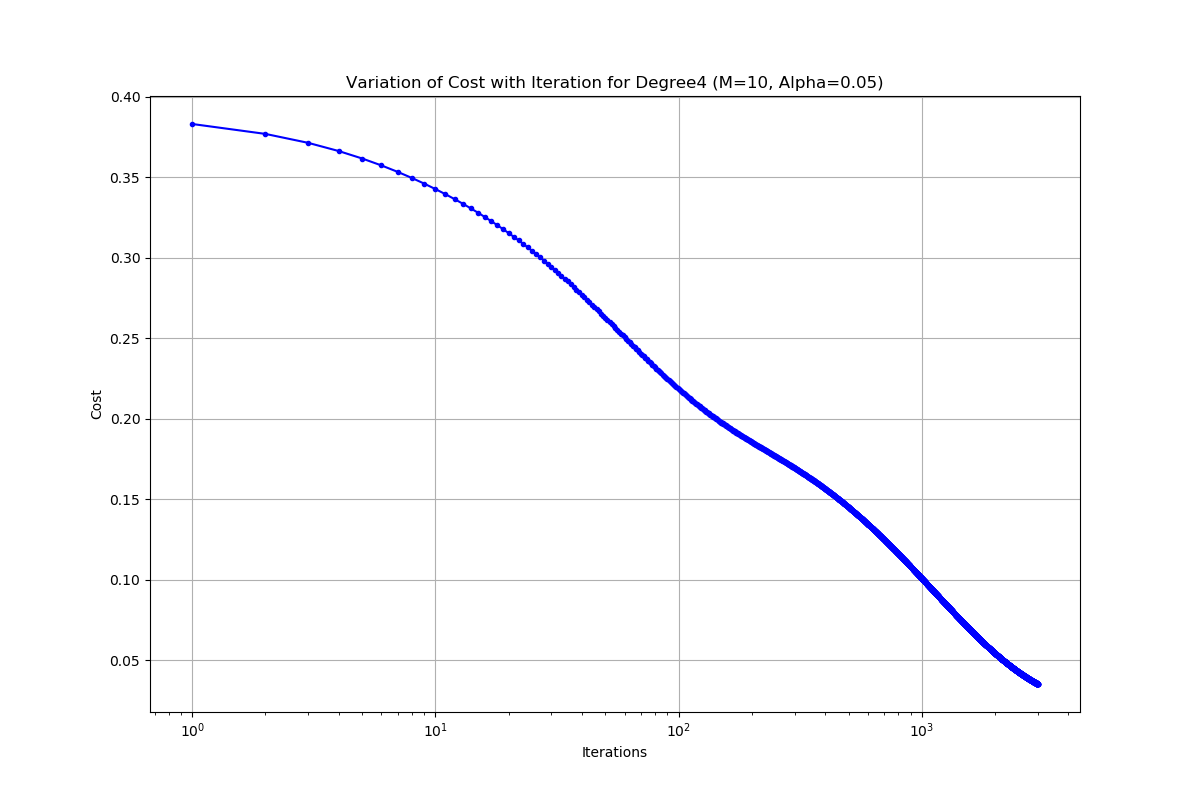 Variation of Cost with Iteration for Degree4 (M=10, Alpha=0.05)
0.40
0.35
0.30
0.25
0.20
0.15
0.10
0.05
Cost
10⁰ 10¹ 10² 10³
Iterations